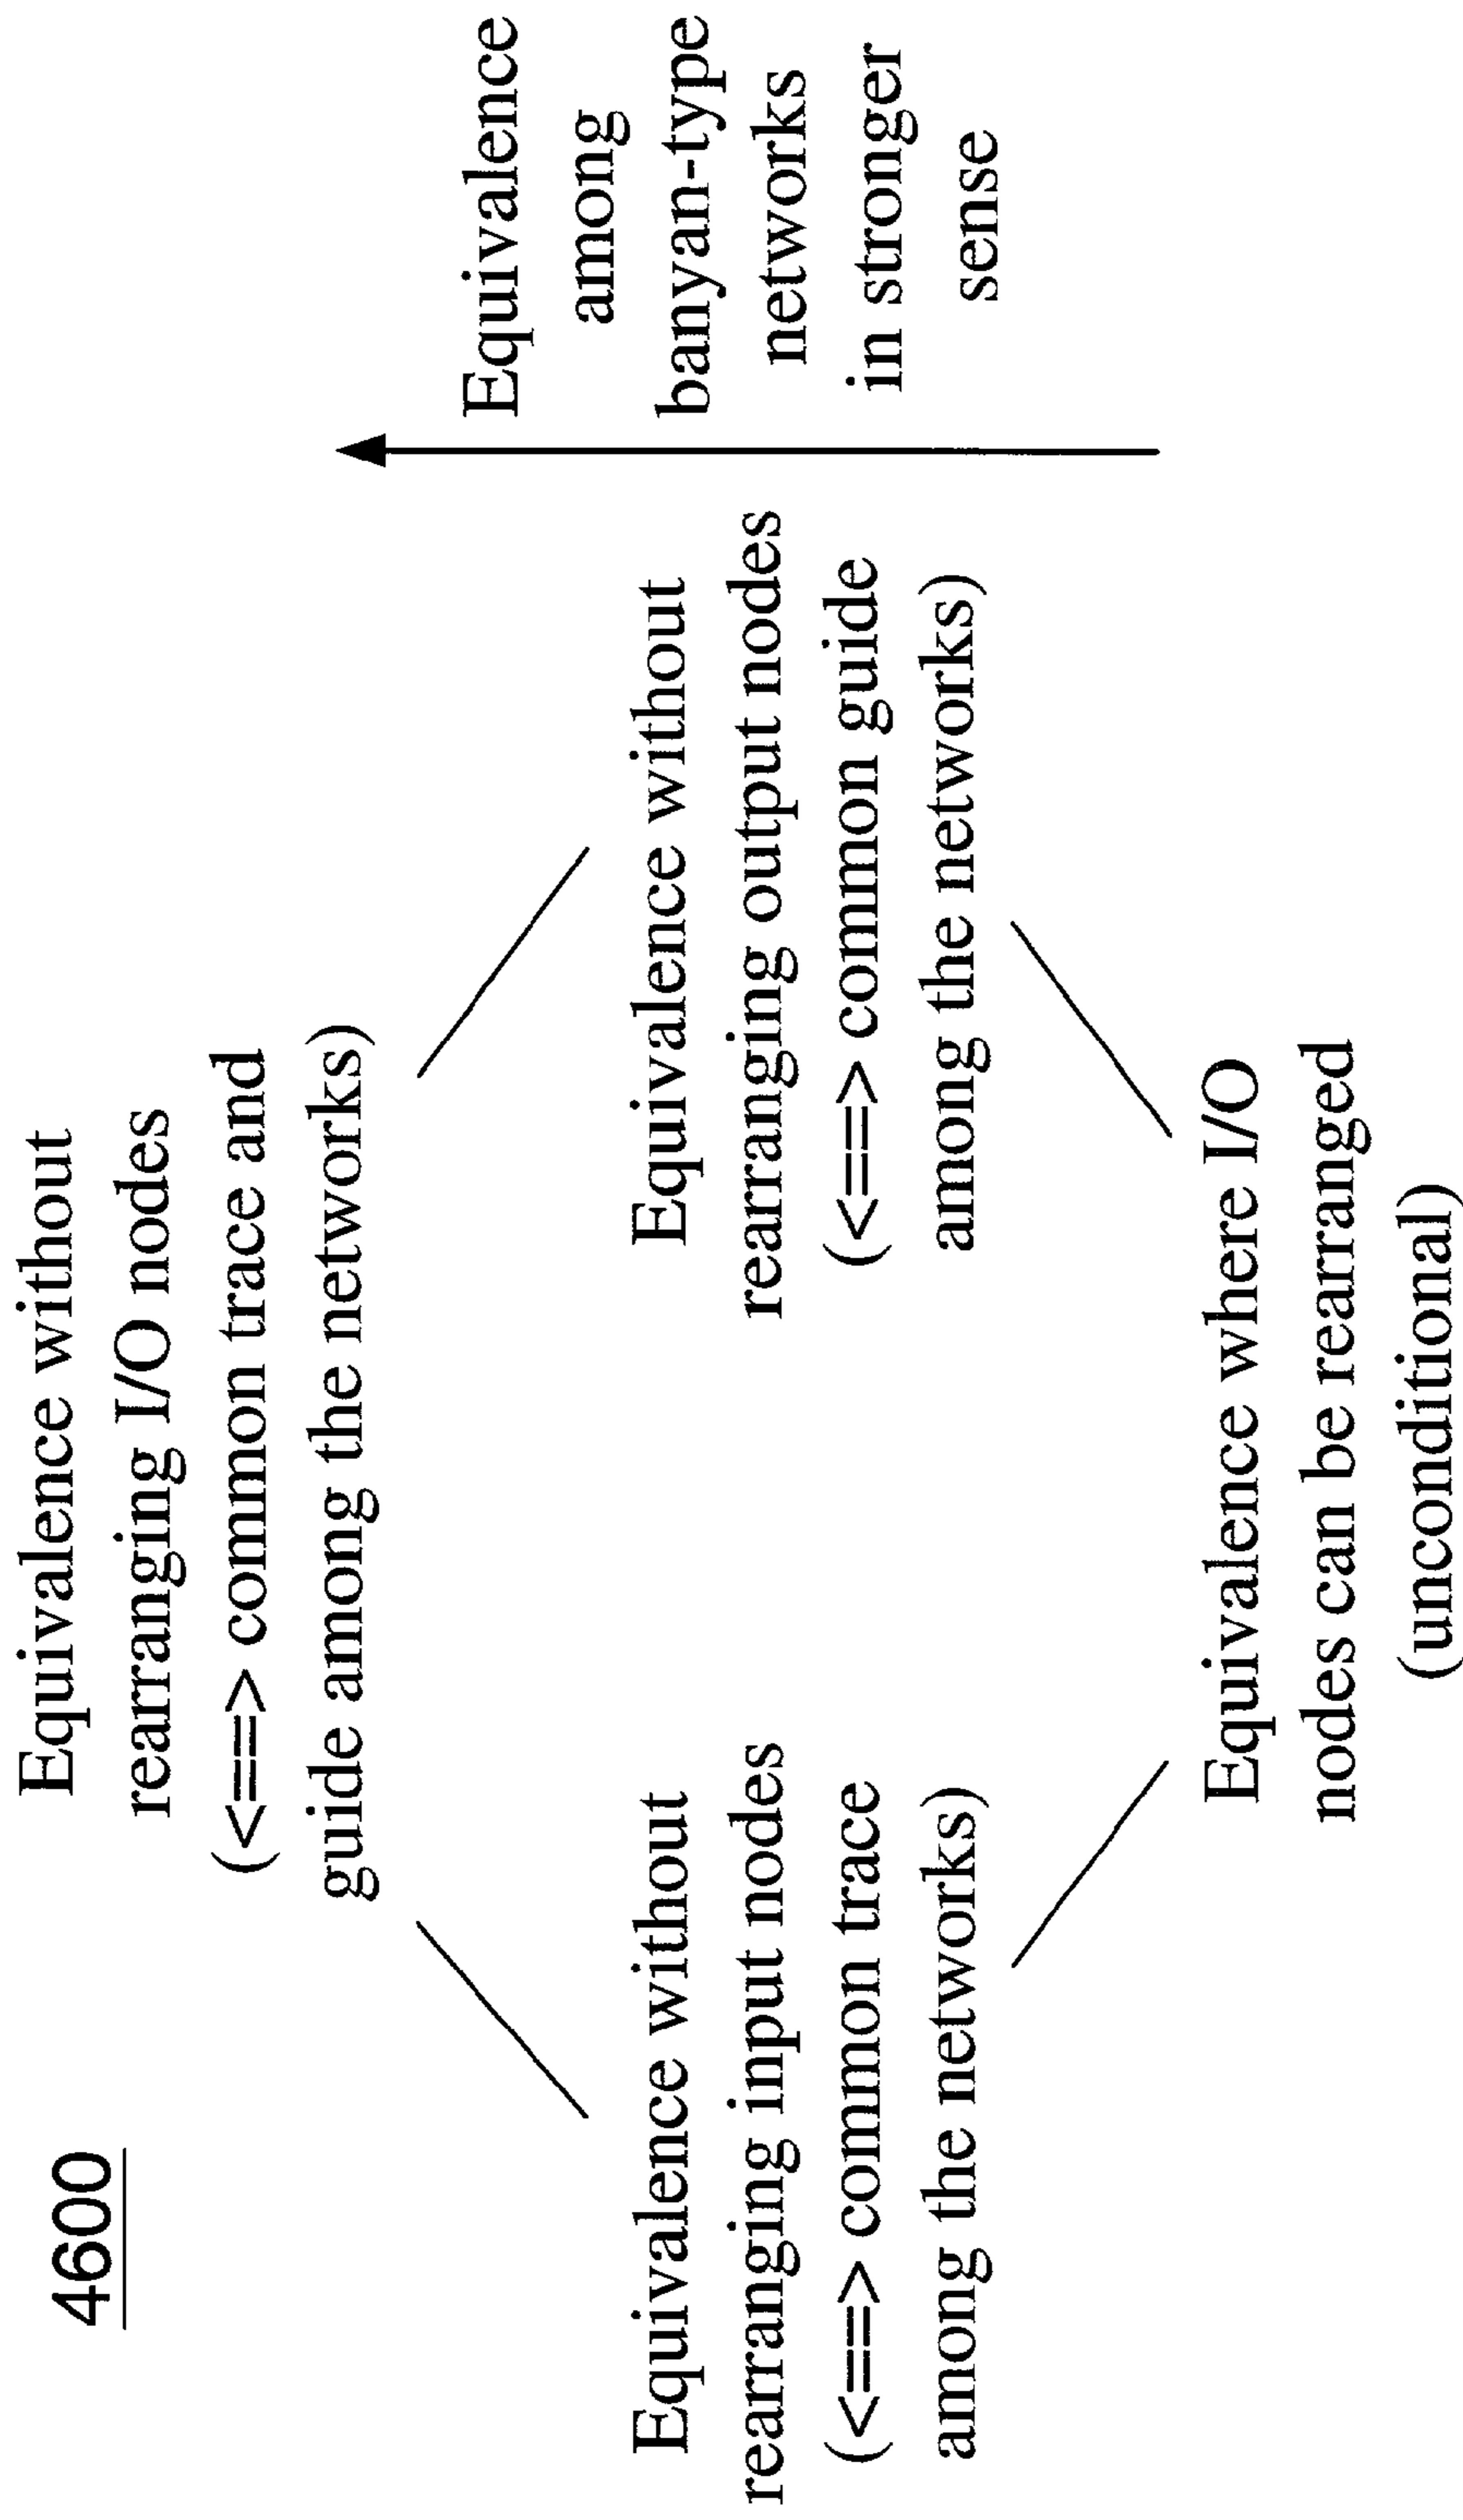 4600
Equivalence without
rearranging I/O nodes
(<==> common trace and
guide among the networks)
Equivalence without
rearranging input nodes
(<==> common trace
among the networks)
Equivalence without
rearranging output nodes
(<==> common guide
among the networks)
Equivalence where I/O
nodes can be rearranged
(unconditional)
Equivalence
among
banyan-type
networks
in stronger
sense